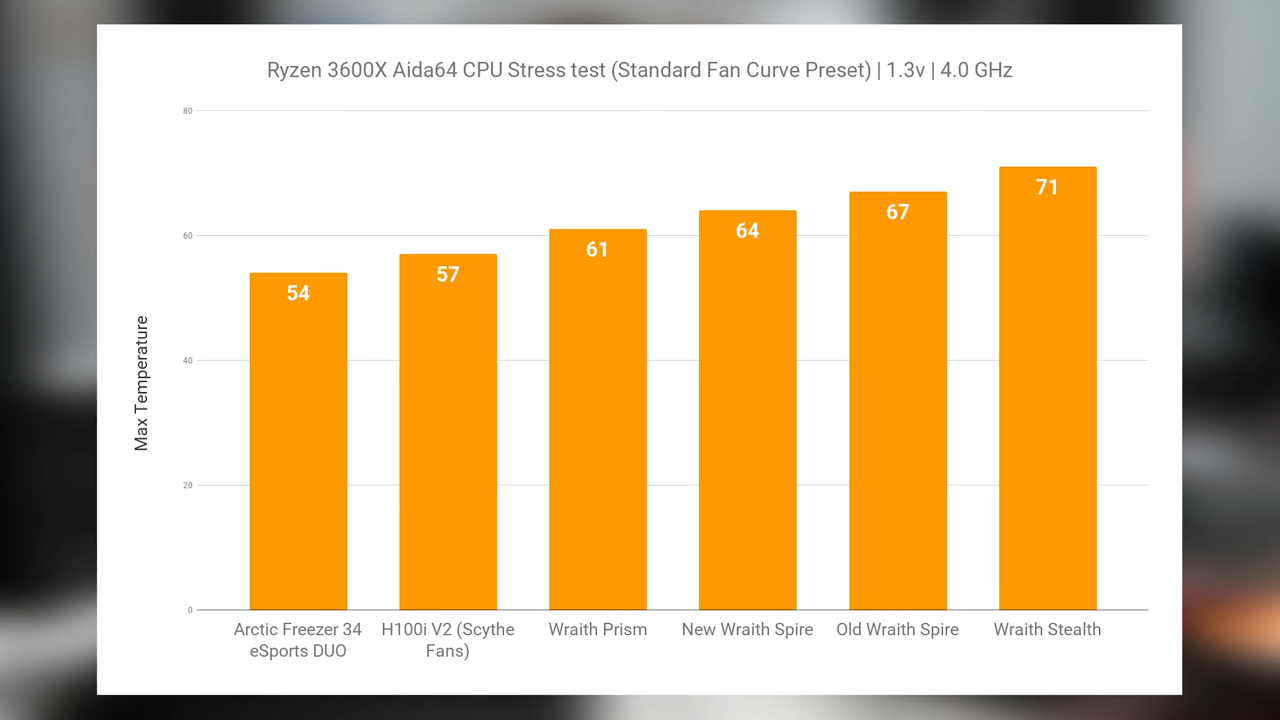 Ryzen 3600X Aida64 CPU Stress test (Standard Fan Curve Preset) | 1.3v | 4.0 GHz
80
60
40
20
0
Max Temperature
54
57
61
64
67
71
Arctic Freezer 34
eSports DUO
H100i V2 (Scythe
Fans)
Wraith Prism
New Wraith Spire
Old Wraith Spire
Wraith Stealth